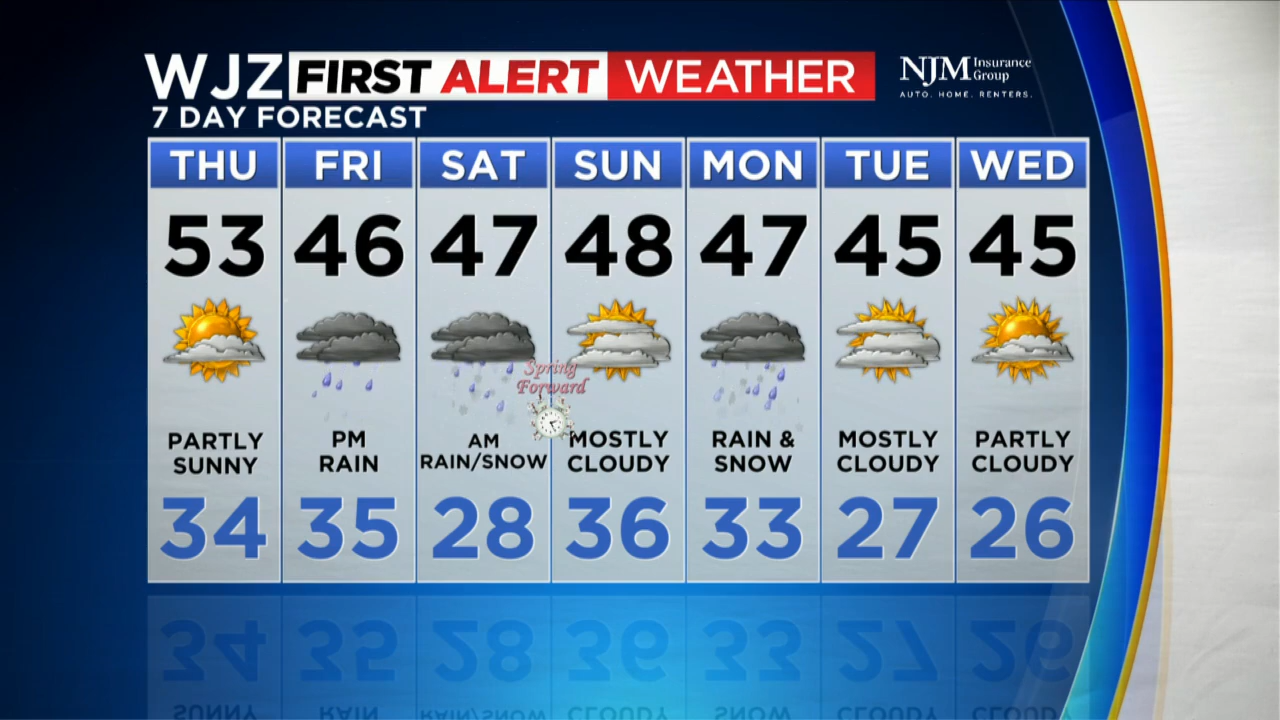 WJZ FIRST ALERT WEATHER
NJM Insurance Group
AUTO. HOME. RENTERS.
7 DAY FORECAST
THU FRI SAT SUN MON TUE WED
53 46 47 48 47 45 45
Spring
Forward
PARTLY PM AM MOSTLY RAIN & MOSTLY PARTLY
SUNNY RAIN RAIN/SNOW CLOUDY SNOW CLOUDY CLOUDY
34 35 28 36 33 27 26